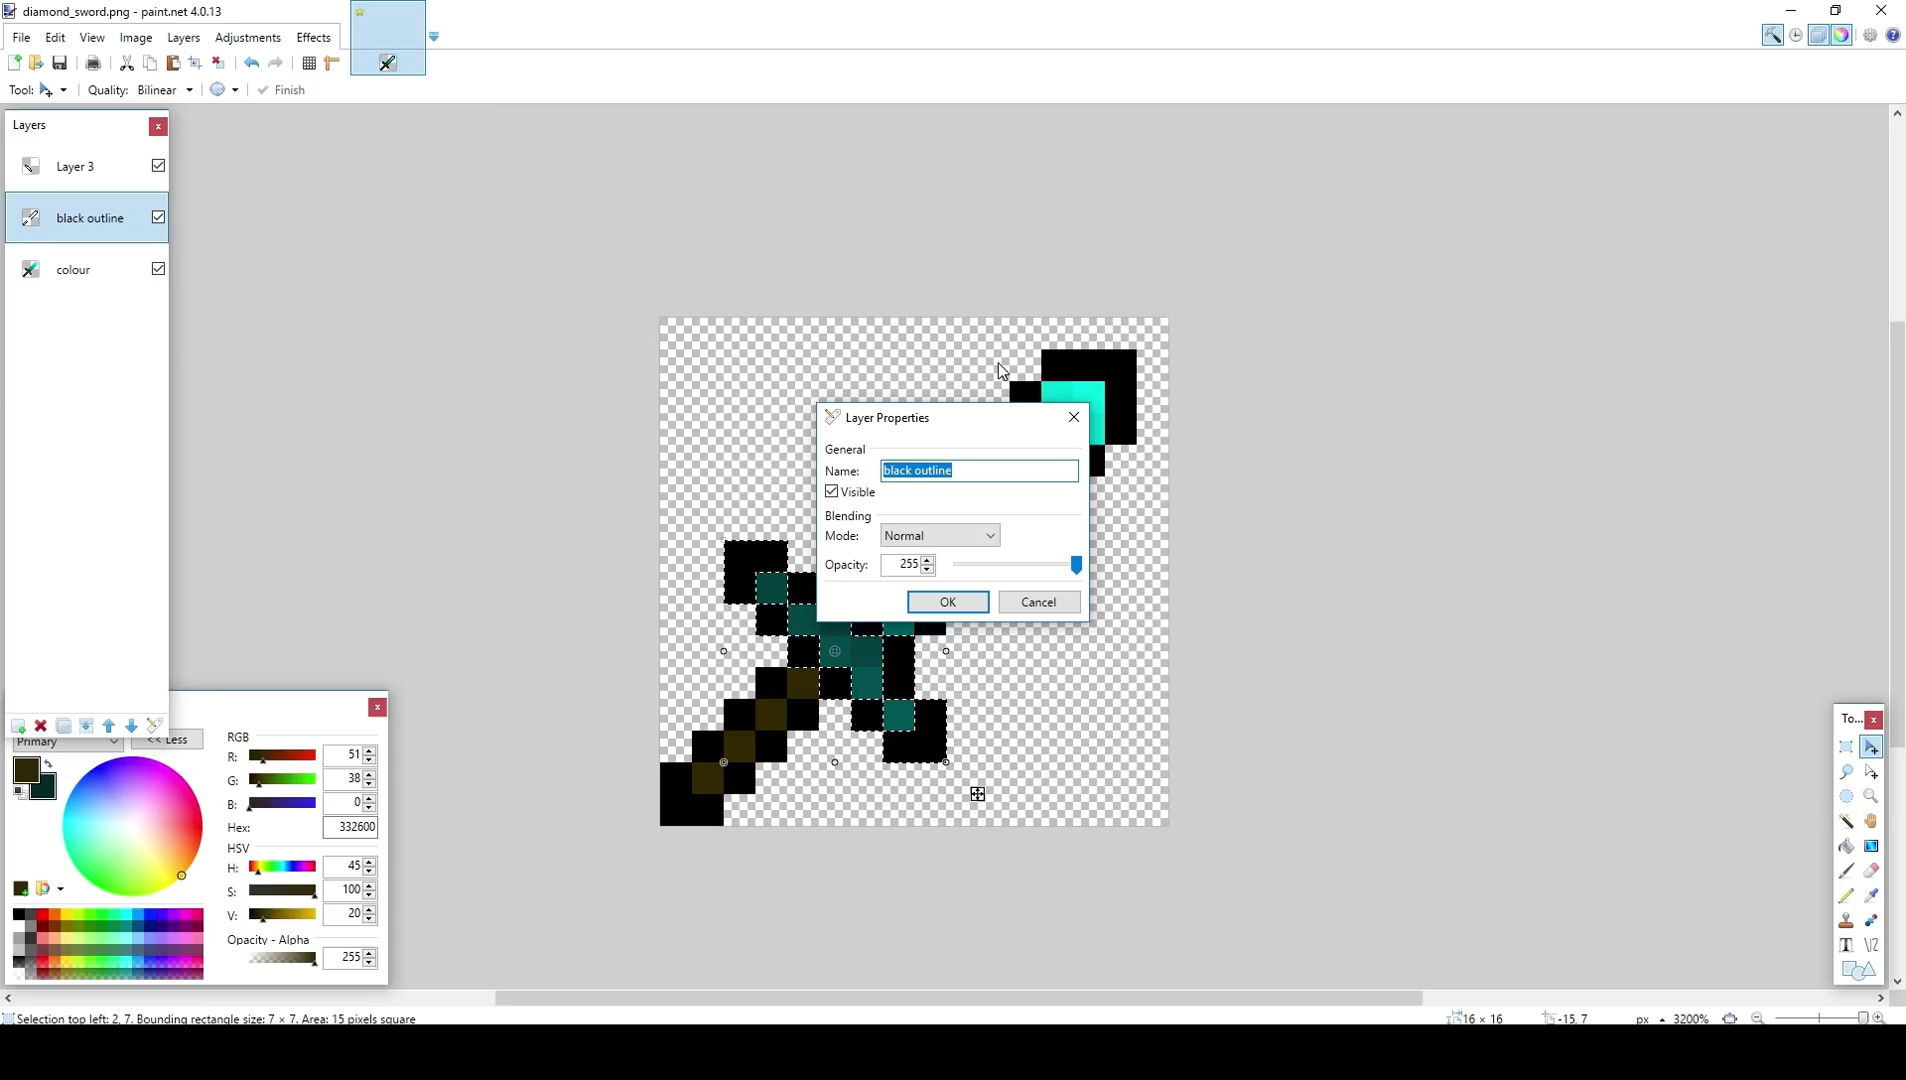 diamond_sword.png - paint.net 4.0.13
File Edit View Image Layers Adjustments Effects
Tool: Quality: Bilinear Finish
Layers
Layer 3
black outline
colour
Layer Properties
General
Name: black outline
Visible
Blending
Mode: Normal
Opacity: 255
OK Cancel
Primary << Less
RGB
R: 51
G: 38
B: 0
Hex: 332600
HSV
H: 45
S: 100
V: 20
Opacity - Alpha
255
To...
Selection top left: 2, 7. Bounding rectangle size: 7 × 7. Area: 15 pixels square
16 × 16 -15, 7 px 3200%